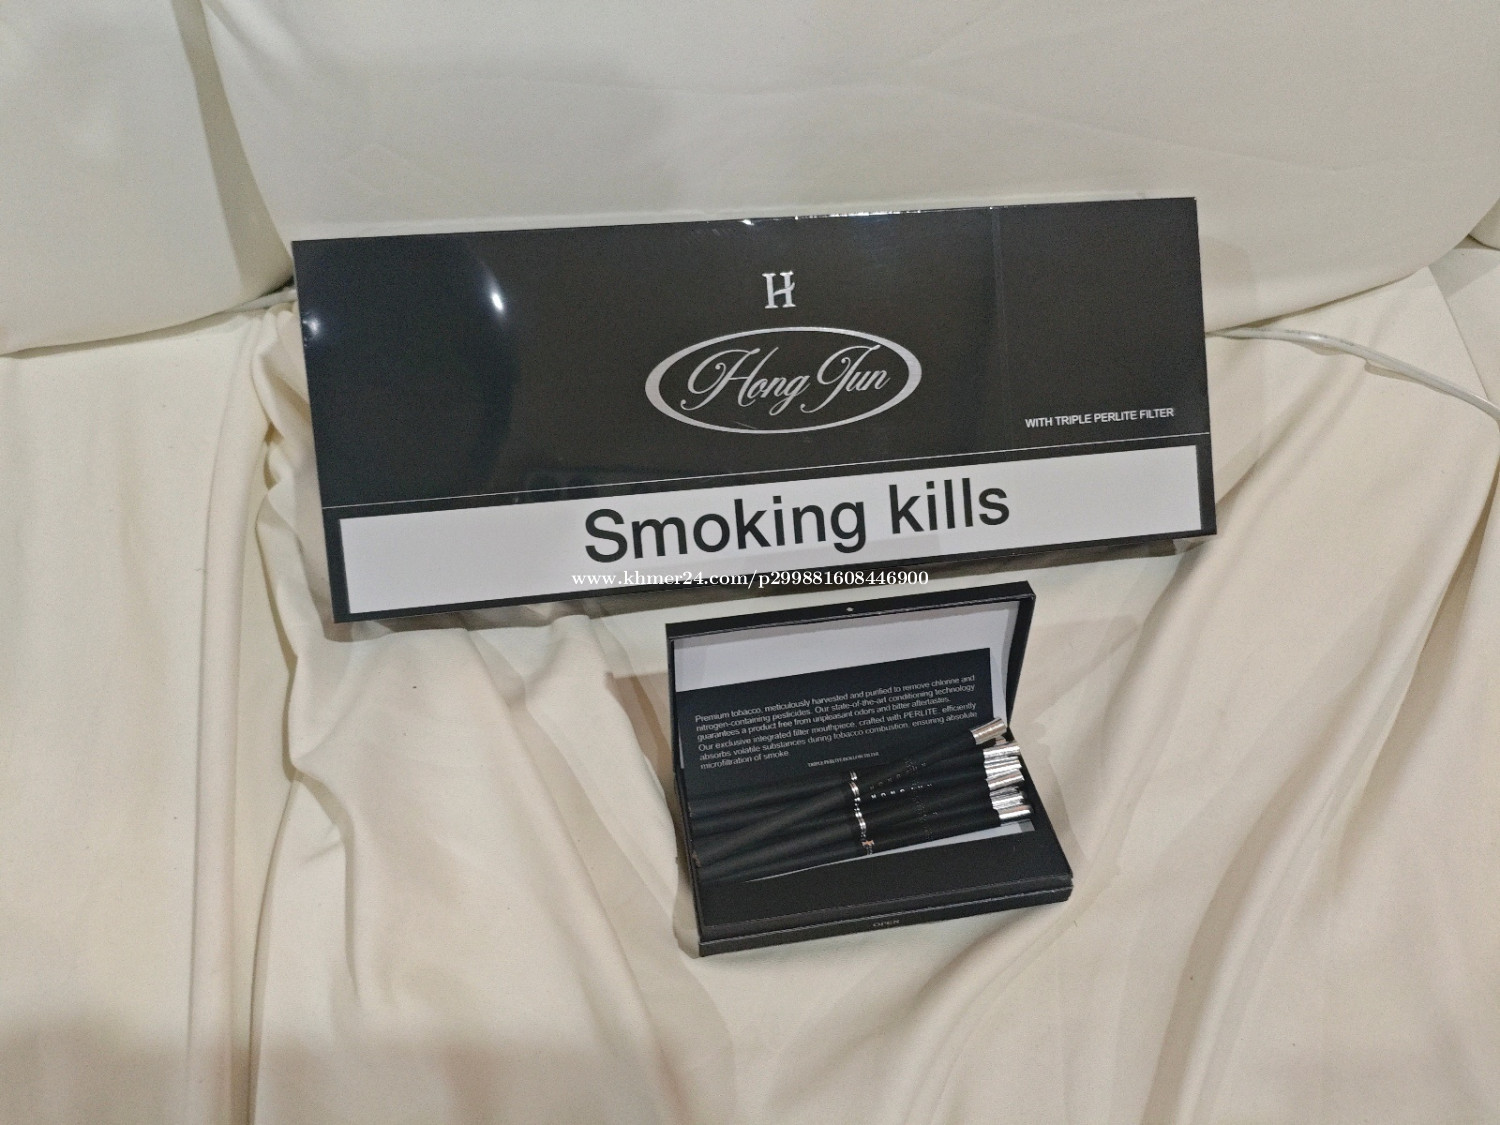 H
Hong Jun
WITH TRIPLE PERLITE FILTER
Smoking kills
www.khmer24.com/p299881608446900
Premium tobacco, meticulously harvested and purified to remove chlorine and
nitrogen-containing pesticides. Our state-of-the-art conditioning technology
guarantees a product free from unpleasant odors and bitter aftertastes.
Our exclusive integrated filter mouthpiece, crafted with PERLITE, efficiently
absorbs volatile substances during tobacco combustion, ensuring absolute
microfiltration of smoke.
OPEN